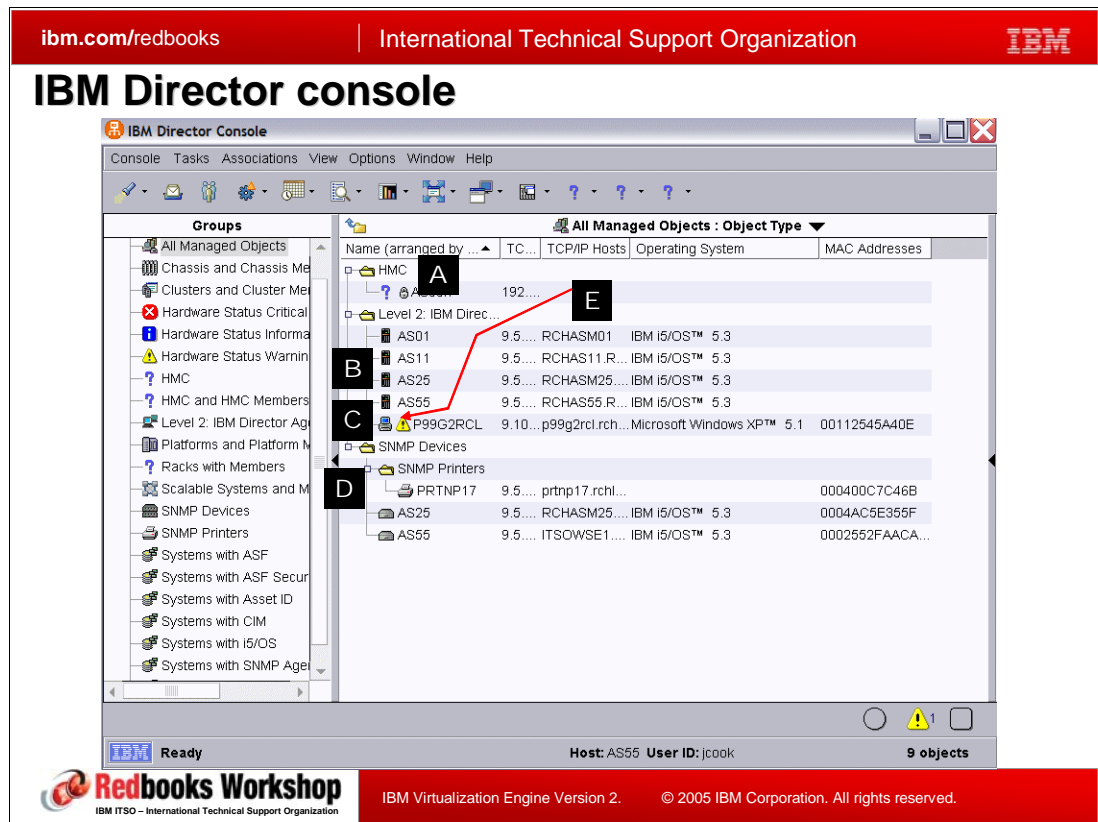 ibm.com/redbooks
International Technical Support Organization
IBM
IBM Director console
IBM Director Console
Console Tasks Associations View Options Window Help
Groups
All Managed Objects : Object Type
All Managed Objects
Chassis and Chassis Me
Clusters and Cluster Mer
Hardware Status Critical
Hardware Status Informa
Hardware Status Warnin
HMC
HMC and HMC Members
Level 2: IBM Director Age
Platforms and Platform M
Racks with Members
Scalable Systems and M
SNMP Devices
SNMP Printers
Systems with ASF
Systems with ASF Secur
Systems with Asset ID
Systems with CIM
Systems with i5/OS
Systems with SNMP Agen
Name (arranged by ... TC... TCP/IP Hosts Operating System MAC Addresses
HMC
A
192....
E
Level 2: IBM Direc...
AS01 9.5.... RCHASM01 IBM i5/OS™ 5.3
AS11 9.5.... RCHAS11.R... IBM i5/OS™ 5.3
B
AS25 9.5.... RCHASM25.... IBM i5/OS™ 5.3
AS55 9.5.... RCHAS55.R... IBM i5/OS™ 5.3
C
P99G2RCL 9.10... p99g2rcl.rch... Microsoft Windows XP™ 5.1 00112545A40E
SNMP Devices
SNMP Printers
D
PRTNP17 9.5.... prtnp17.rchl... 000400C7C46B
AS25 9.5.... RCHASM25.... IBM i5/OS™ 5.3 0004AC5E355F
AS55 9.5.... ITSOWSE1.... IBM i5/OS™ 5.3 0002552FAACA...
1
IBM Ready
Host: AS55 User ID: jcook
9 objects
Redbooks Workshop
IBM ITSO – International Technical Support Organization
IBM Virtualization Engine Version 2.
© 2005 IBM Corporation. All rights reserved.